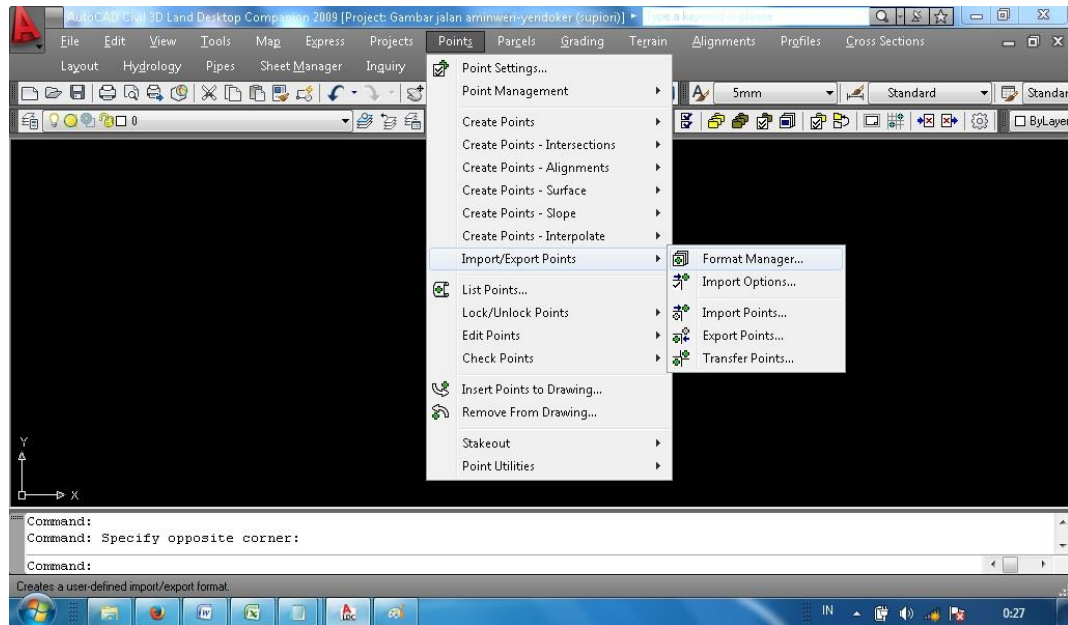 AutoCAD Civil 3D Land Desktop Companion 2009 [Project: Gambar jalan aminweri-yendoker (supiori)]
File Edit View Tools Map Express Projects Points Parcels Grading Terrain Alignments Profiles Cross Sections
Layout Hydrology Pipes Sheet Manager Inquiry
5mm Standard Standar
0 ByLayer
Point Settings...
Point Management
Create Points
Create Points - Intersections
Create Points - Alignments
Create Points - Surface
Create Points - Slope
Create Points - Interpolate
Import/Export Points
Format Manager...
Import Options...
Import Points...
Export Points...
Transfer Points...
List Points...
Lock/Unlock Points
Edit Points
Check Points
Insert Points to Drawing...
Remove From Drawing...
Stakeout
Point Utilities
Y
X
Command:
Command: Specify opposite corner:
Command:
Creates a user-defined import/export format.
IN 0:27